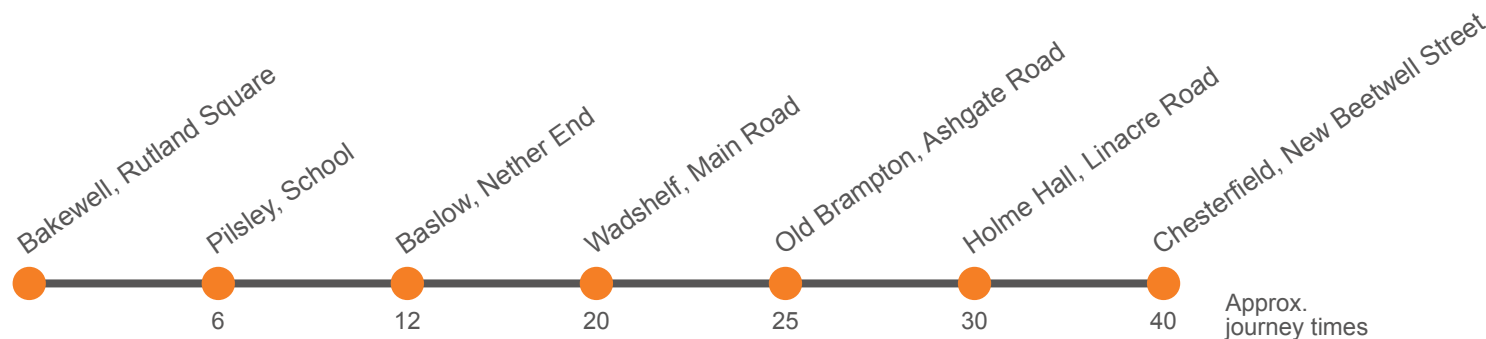 Bakewell, Rutland Square
Pilsley, School
Baslow, Nether End
Wadshelf, Main Road
Old Brampton, Ashgate Road
Holme Hall, Linacre Road
Chesterfield, New Beetwell Street
6
12
20
25
30
40
Approx.
journey times